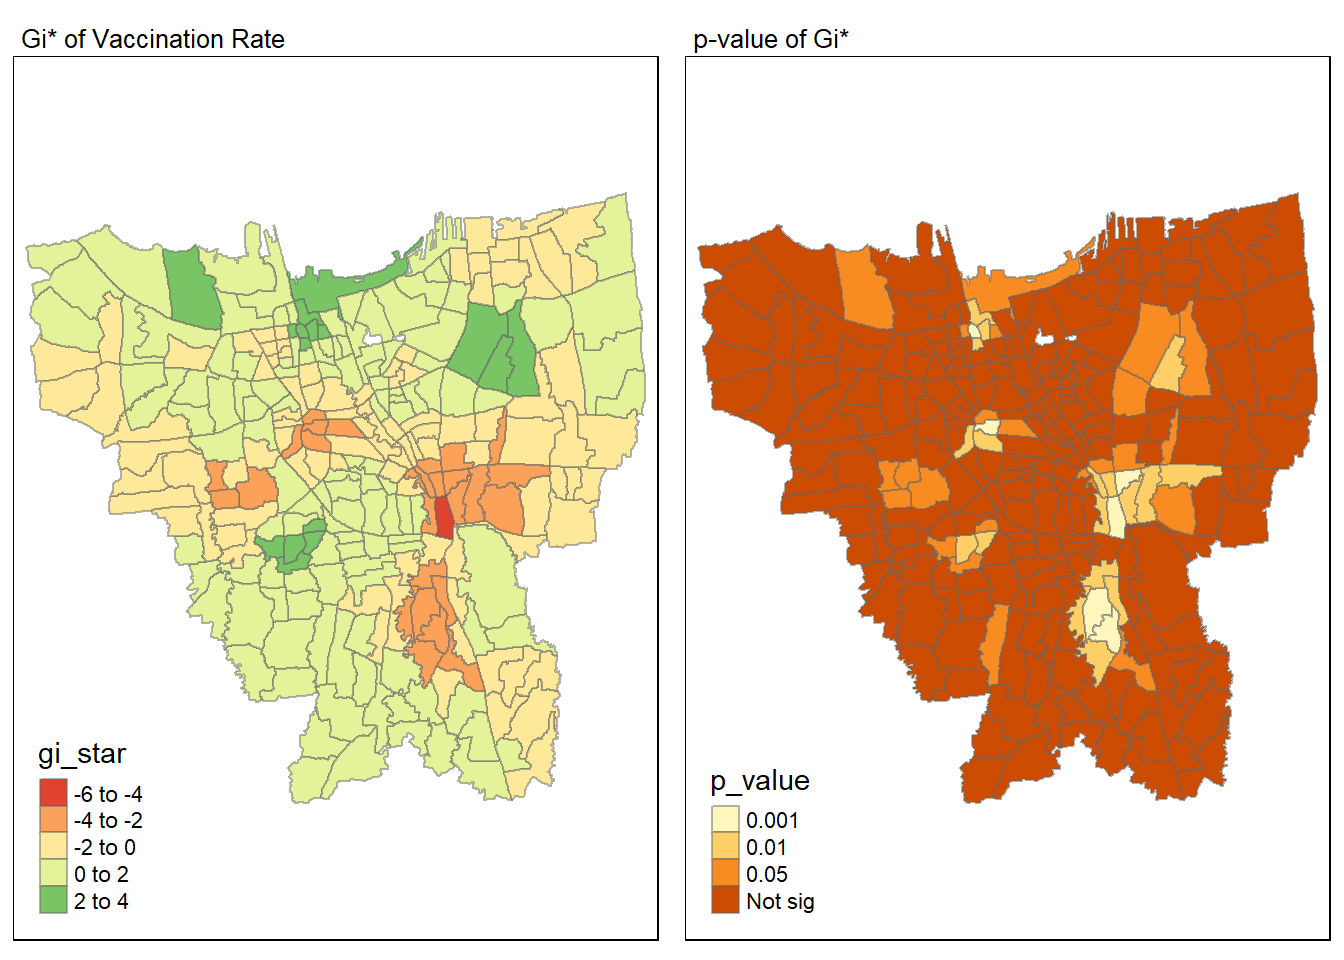 Gi* of Vaccination Rate
gi_star
-6 to -4
-4 to -2
-2 to 0
0 to 2
2 to 4
p-value of Gi*
p_value
0.001
0.01
0.05
Not sig